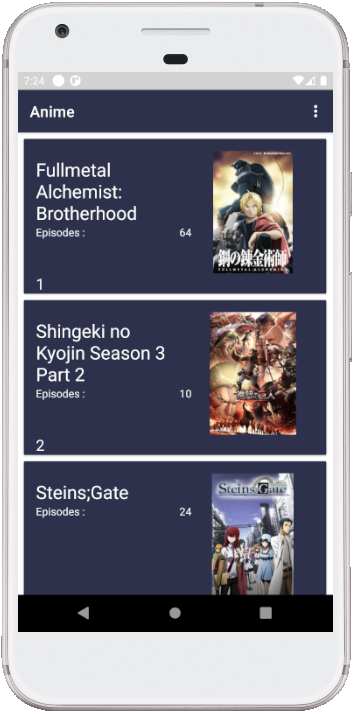 7:24
Anime
Fullmetal
Alchemist:
Brotherhood
Episodes : 64
鋼の錬金術師
FULLMETAL ALCHEMIST
1
Shingeki no
Kyojin Season 3
Part 2
Episodes : 10
進撃の巨人
2
Steins;Gate
Episodes : 24
Steins;Gate